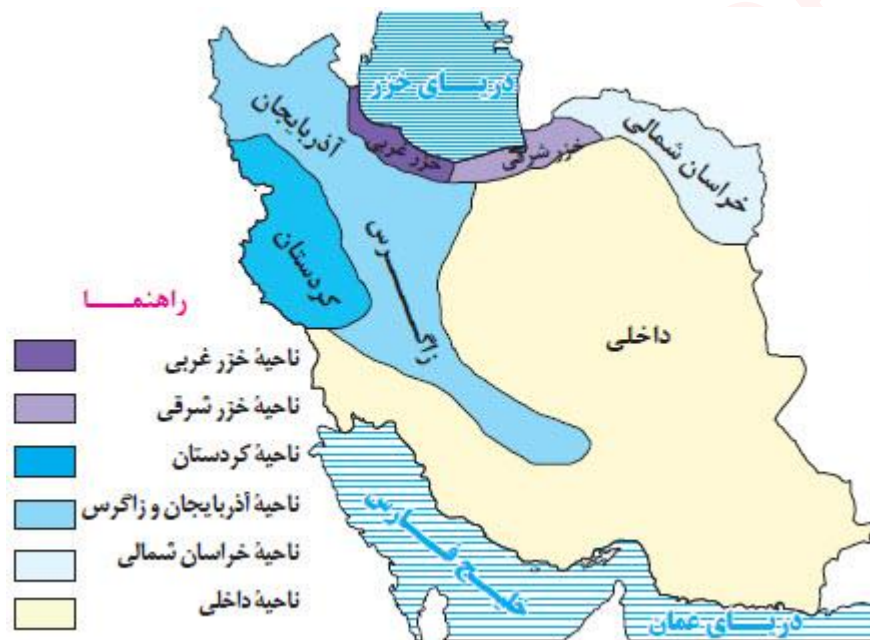 دریای خزر
آذربایجان
خزر غربی
خزر شرقی
خراسان شمالی
کردستان
زاگرس
داخلی
راهنما
ناحیهٔ خزر غربی
ناحیهٔ خزر شرقی
ناحیهٔ کردستان
ناحیهٔ آذربایجان و زاگرس
ناحیهٔ خراسان شمالی
ناحیهٔ داخلی
خلیج فارس
دریای عمان